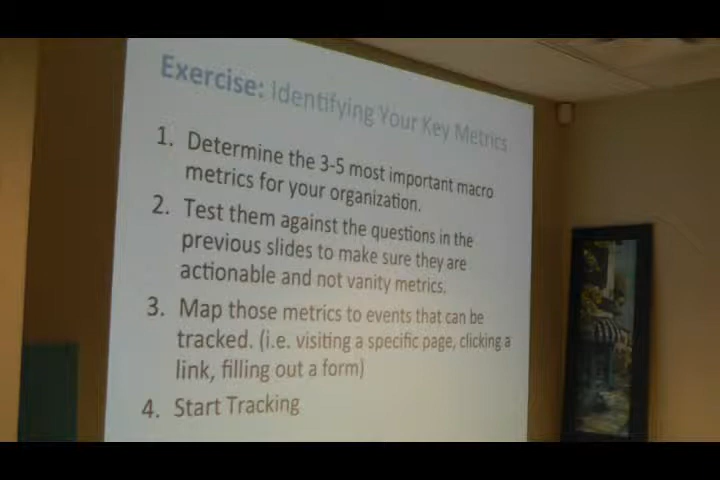 Exercise: Identifying Your Key Metrics
1. Determine the 3-5 most important macro
metrics for your organization.
2. Test them against the questions in the
previous slides to make sure they are
actionable and not vanity metrics.
3. Map those metrics to events that can be
tracked. (i.e. visiting a specific page, clicking a
link, filling out a form)
4. Start Tracking